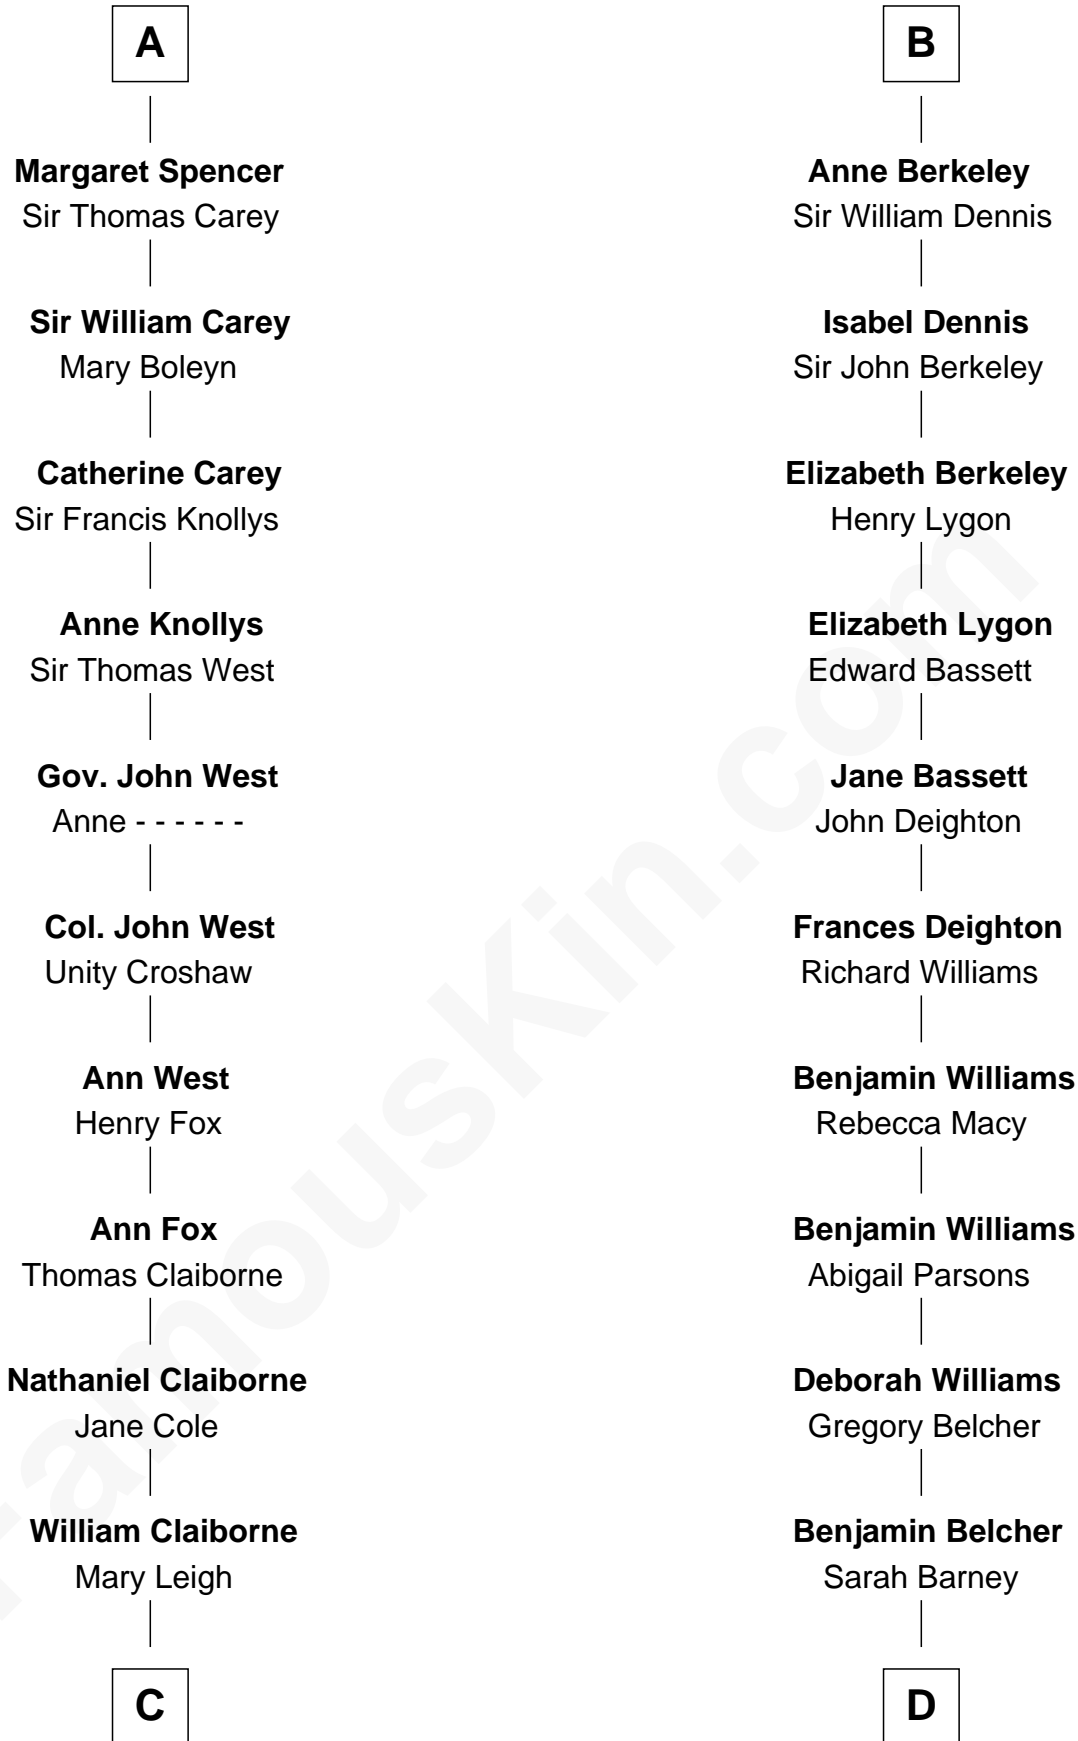 A
Margaret Spencer
Sir Thomas Carey
Sir William Carey
Mary Boleyn
Catherine Carey
Sir Francis Knollys
Anne Knollys
Sir Thomas West
Gov. John West
Anne - - - - - -
Col. John West
Unity Croshaw
Ann West
Henry Fox
Ann Fox
Thomas Claiborne
Nathaniel Claiborne
Jane Cole
William Claiborne
Mary Leigh
C
B
Anne Berkeley
Sir William Dennis
Isabel Dennis
Sir John Berkeley
Elizabeth Berkeley
Henry Lygon
Elizabeth Lygon
Edward Bassett
Jane Bassett
John Deighton
Frances Deighton
Richard Williams
Benjamin Williams
Rebecca Macy
Benjamin Williams
Abigail Parsons
Deborah Williams
Gregory Belcher
Benjamin Belcher
Sarah Barney
D
FamousKin.com